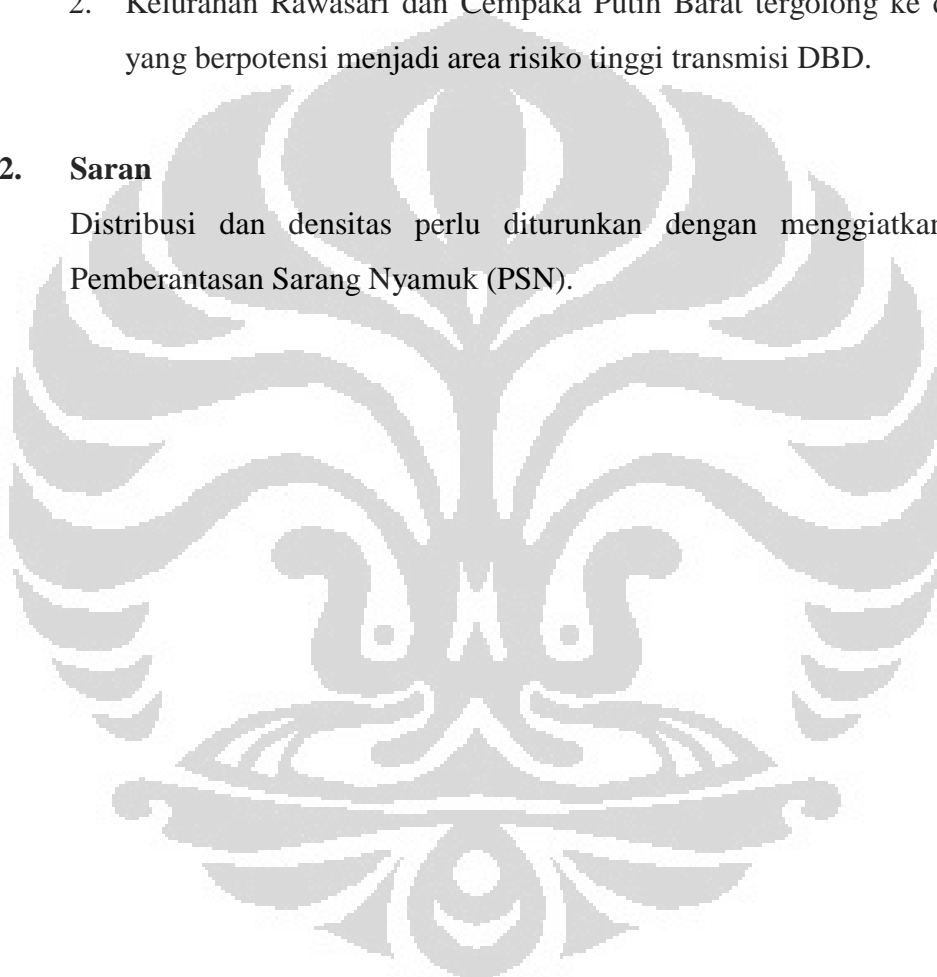 2. Kelurahan Rawasari dan Cempaka Putih Barat tergolong ke
yang berpotensi menjadi area risiko tinggi transmisi DBD.
2. Saran
Distribusi dan densitas perlu diturunkan dengan menggiatkan
Pemberantasan Sarang Nyamuk (PSN).